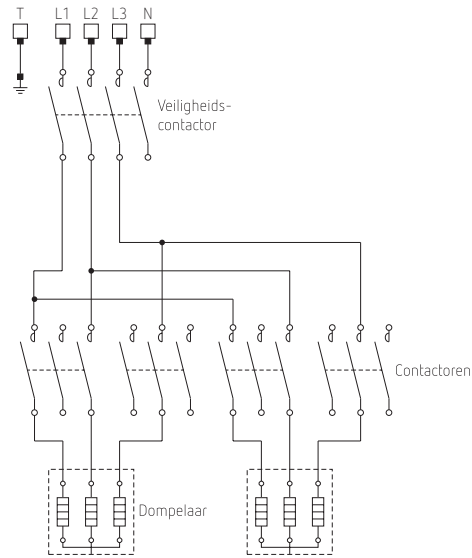 T L1 L2 L3 N
Veiligheids-
contactor
Contactoren
Dompelaar